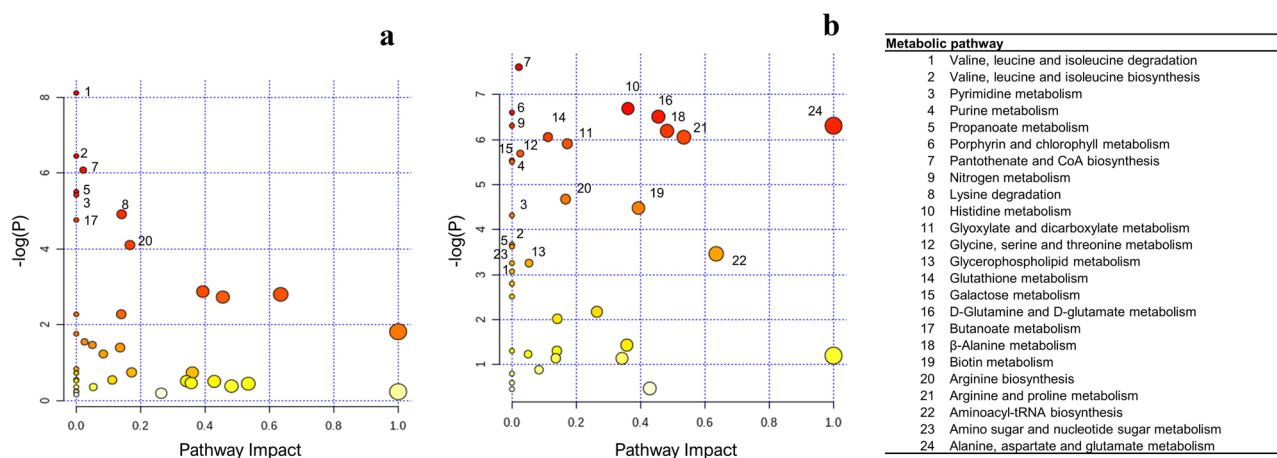 a
8
6
4
2
0
-log(P)
1
2
7
5
3
17
8
20
0.0 0.2 0.4 0.6 0.8 1.0
Pathway Impact
b
7
6
5
4
3
2
1
-log(P)
7
10
16
24
6
18
9
14
11
21
12
15
4
20
19
3
2
5
13
23
22
1
0.0 0.2 0.4 0.6 0.8 1.0
Pathway Impact
Metabolic pathway
1 Valine, leucine and isoleucine degradation
2 Valine, leucine and isoleucine biosynthesis
3 Pyrimidine metabolism
4 Purine metabolism
5 Propanoate metabolism
6 Porphyrin and chlorophyll metabolism
7 Pantothenate and CoA biosynthesis
9 Nitrogen metabolism
8 Lysine degradation
10 Histidine metabolism
11 Glyoxylate and dicarboxylate metabolism
12 Glycine, serine and threonine metabolism
13 Glycerophospholipid metabolism
14 Glutathione metabolism
15 Galactose metabolism
16 D-Glutamine and D-glutamate metabolism
17 Butanoate metabolism
18 β-Alanine metabolism
19 Biotin metabolism
20 Arginine biosynthesis
21 Arginine and proline metabolism
22 Aminoacyl-tRNA biosynthesis
23 Amino sugar and nucleotide sugar metabolism
24 Alanine, aspartate and glutamate metabolism